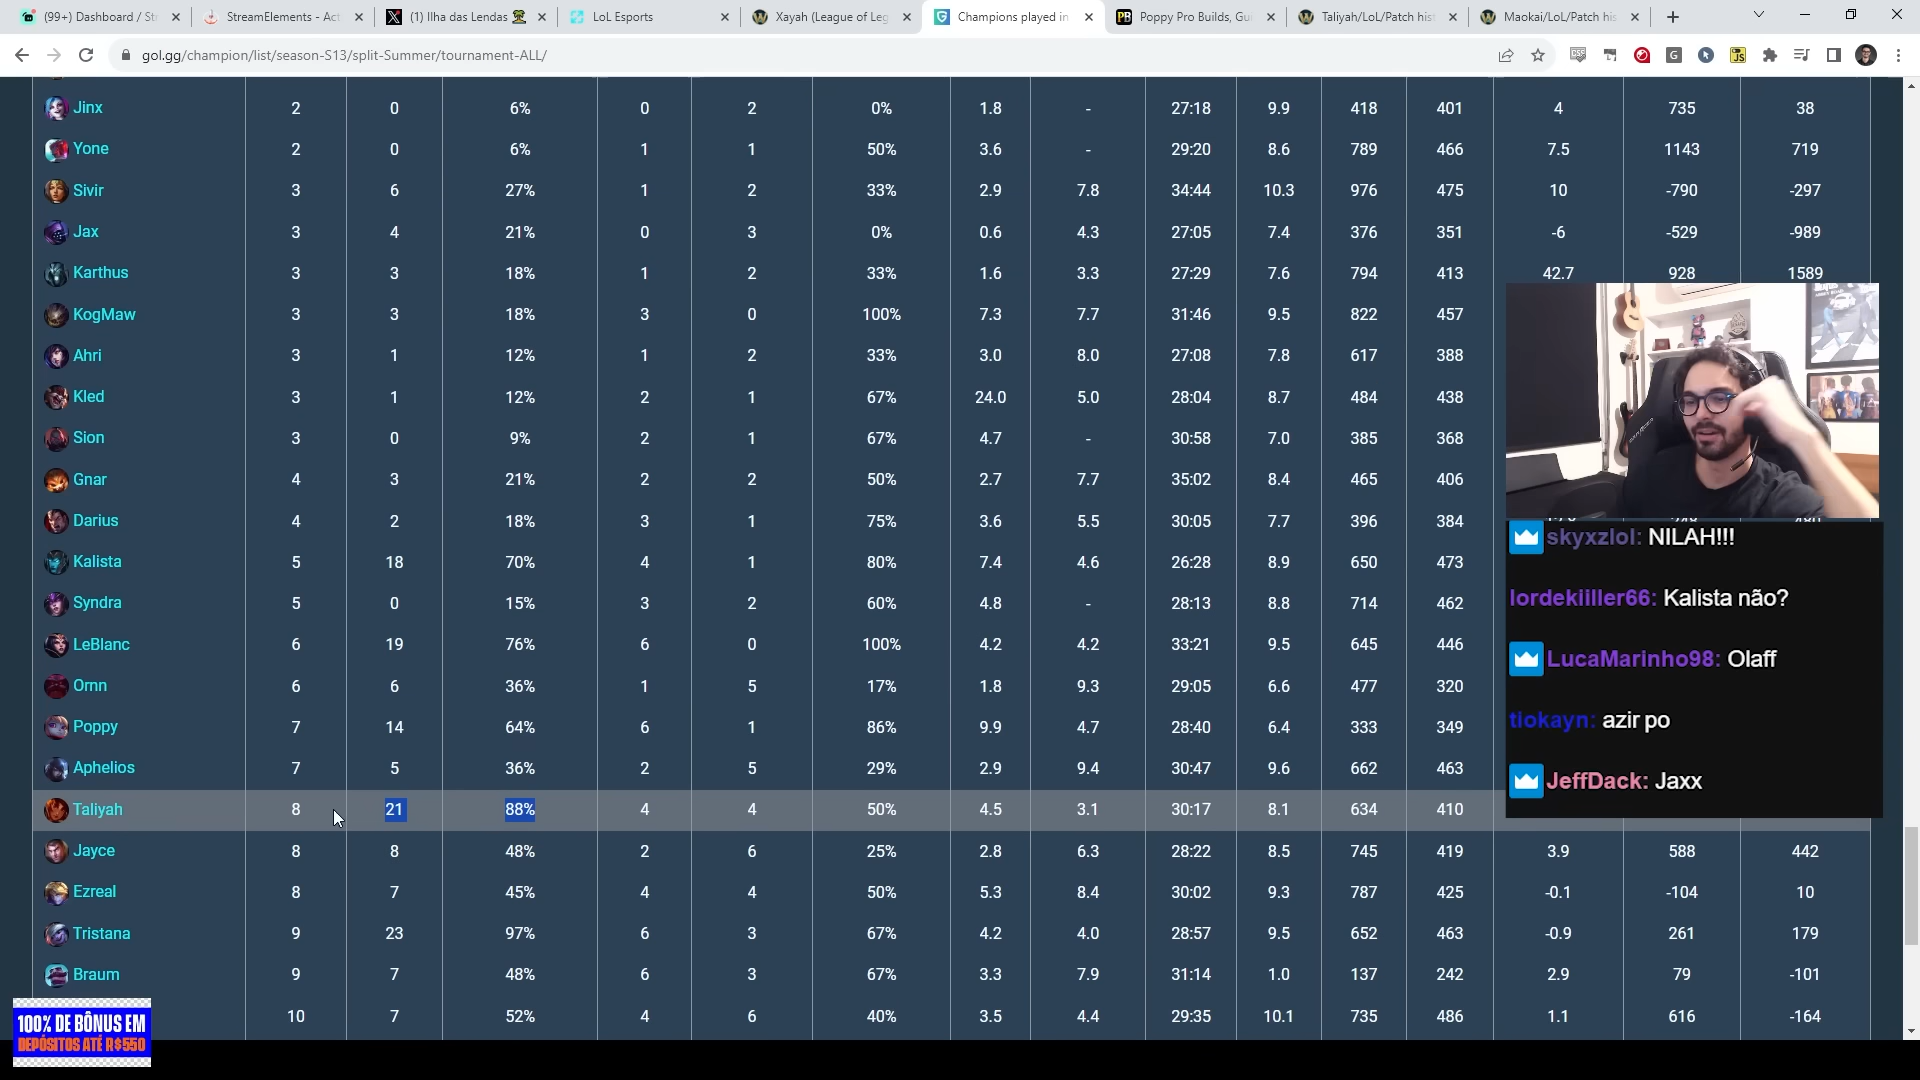 (99+) Dashboard / Str
StreamElements - Act
(1) Ilha das Lendas
LoL Esports
Xayah (League of Leg
Champions played in
Poppy Pro Builds, Gui
Taliyah/LoL/Patch hist
Maokai/LoL/Patch his
gol.gg/champion/list/season-S13/split-Summer/tournament-ALL/
Jinx 2 0 6% 0 2 0% 1.8 - 27:18 9.9 418 401 4 735 38
Yone 2 0 6% 1 1 50% 3.6 - 29:20 8.6 789 466 7.5 1143 719
Sivir 3 6 27% 1 2 33% 2.9 7.8 34:44 10.3 976 475 10 -790 -297
Jax 3 4 21% 0 3 0% 0.6 4.3 27:05 7.4 376 351 -6 -529 -989
Karthus 3 3 18% 1 2 33% 1.6 3.3 27:29 7.6 794 413 42.7 928 1589
KogMaw 3 3 18% 3 0 100% 7.3 7.7 31:46 9.5 822 457
Ahri 3 1 12% 1 2 33% 3.0 8.0 27:08 7.8 617 388
Kled 3 1 12% 2 1 67% 24.0 5.0 28:04 8.7 484 438
Sion 3 0 9% 2 1 67% 4.7 - 30:58 7.0 385 368
Gnar 4 3 21% 2 2 50% 2.7 7.7 35:02 8.4 465 406
Darius 4 2 18% 3 1 75% 3.6 5.5 30:05 7.7 396 384
Kalista 5 18 70% 4 1 80% 7.4 4.6 26:28 8.9 650 473
Syndra 5 0 15% 3 2 60% 4.8 - 28:13 8.8 714 462
LeBlanc 6 19 76% 6 0 100% 4.2 4.2 33:21 9.5 645 446
Ornn 6 6 36% 1 5 17% 1.8 9.3 29:05 6.6 477 320
Poppy 7 14 64% 6 1 86% 9.9 4.7 28:40 6.4 333 349
Aphelios 7 5 36% 2 5 29% 2.9 9.4 30:47 9.6 662 463
Taliyah 8 21 88% 4 4 50% 4.5 3.1 30:17 8.1 634 410
Jayce 8 8 48% 2 6 25% 2.8 6.3 28:22 8.5 745 419 3.9 588 442
Ezreal 8 7 45% 4 4 50% 5.3 8.4 30:02 9.3 787 425 -0.1 -104 10
Tristana 9 23 97% 6 3 67% 4.2 4.0 28:57 9.5 652 463 -0.9 261 179
Braum 9 7 48% 6 3 67% 3.3 7.9 31:14 1.0 137 242 2.9 79 -101
10 7 52% 4 6 40% 3.5 4.4 29:35 10.1 735 486 1.1 616 -164
skyxzlol: NILAH!!!
lordekiiller66: Kalista não?
LucaMarinho98: Olaff
tiokayn: azir po
JeffDack: Jaxx
100% DE BÔNUS EM
DEPÓSITOS ATÉ R$550